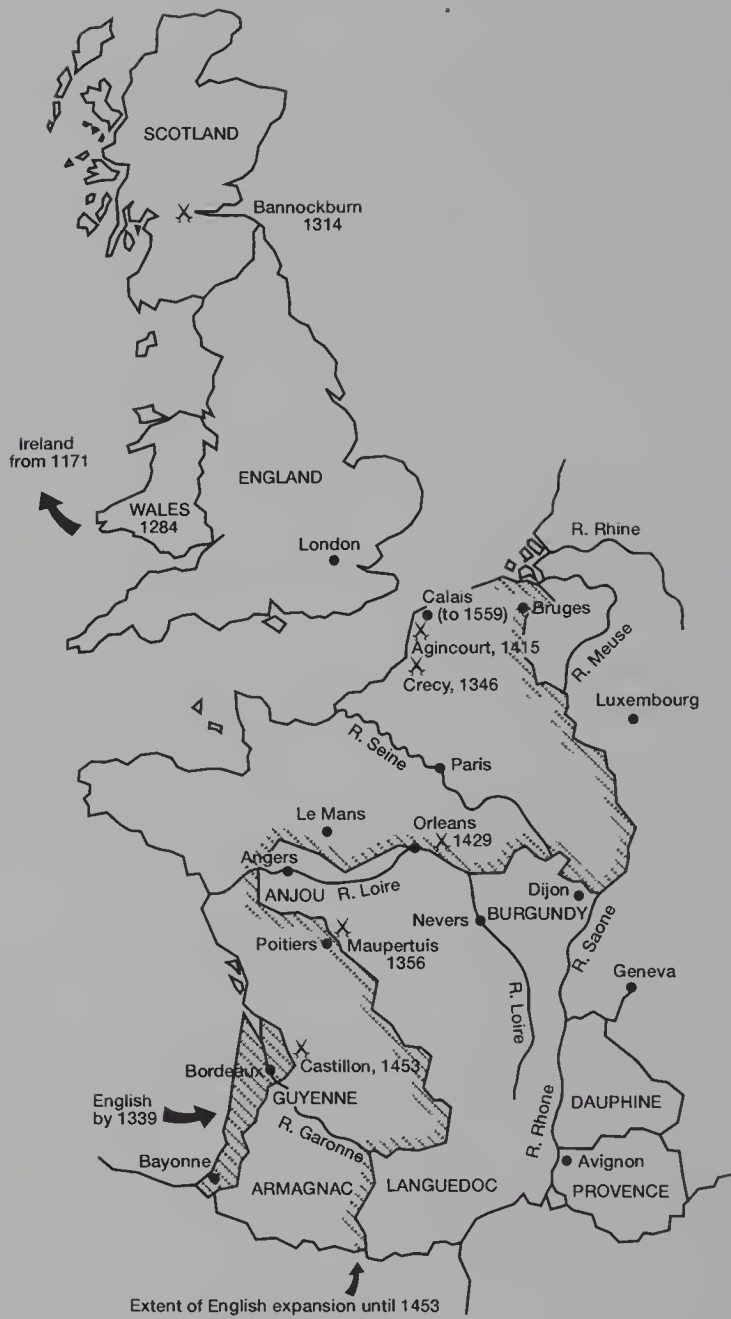 SCOTLAND
Bannockburn
1314
Ireland
from 1171
ENGLAND
WALES
1284
London
R. Rhine
Calais
(to 1559)
Bruges
Agincourt, 1415
R. Meuse
Crecy, 1346
Luxembourg
R. Seine
Paris
Le Mans
Orleans
1429
Angers
ANJOU
R. Loire
Dijon
Nevers
BURGUNDY
R. Saone
Poitiers
Maupertuis
1356
Geneva
R. Loire
Castillon, 1453
Bordeaux
GUYENNE
English
by 1339
DAUPHINE
R. Garonne
R. Rhone
Bayonne
Avignon
ARMAGNAC
LANGUEDOC
PROVENCE
Extent of English expansion until 1453